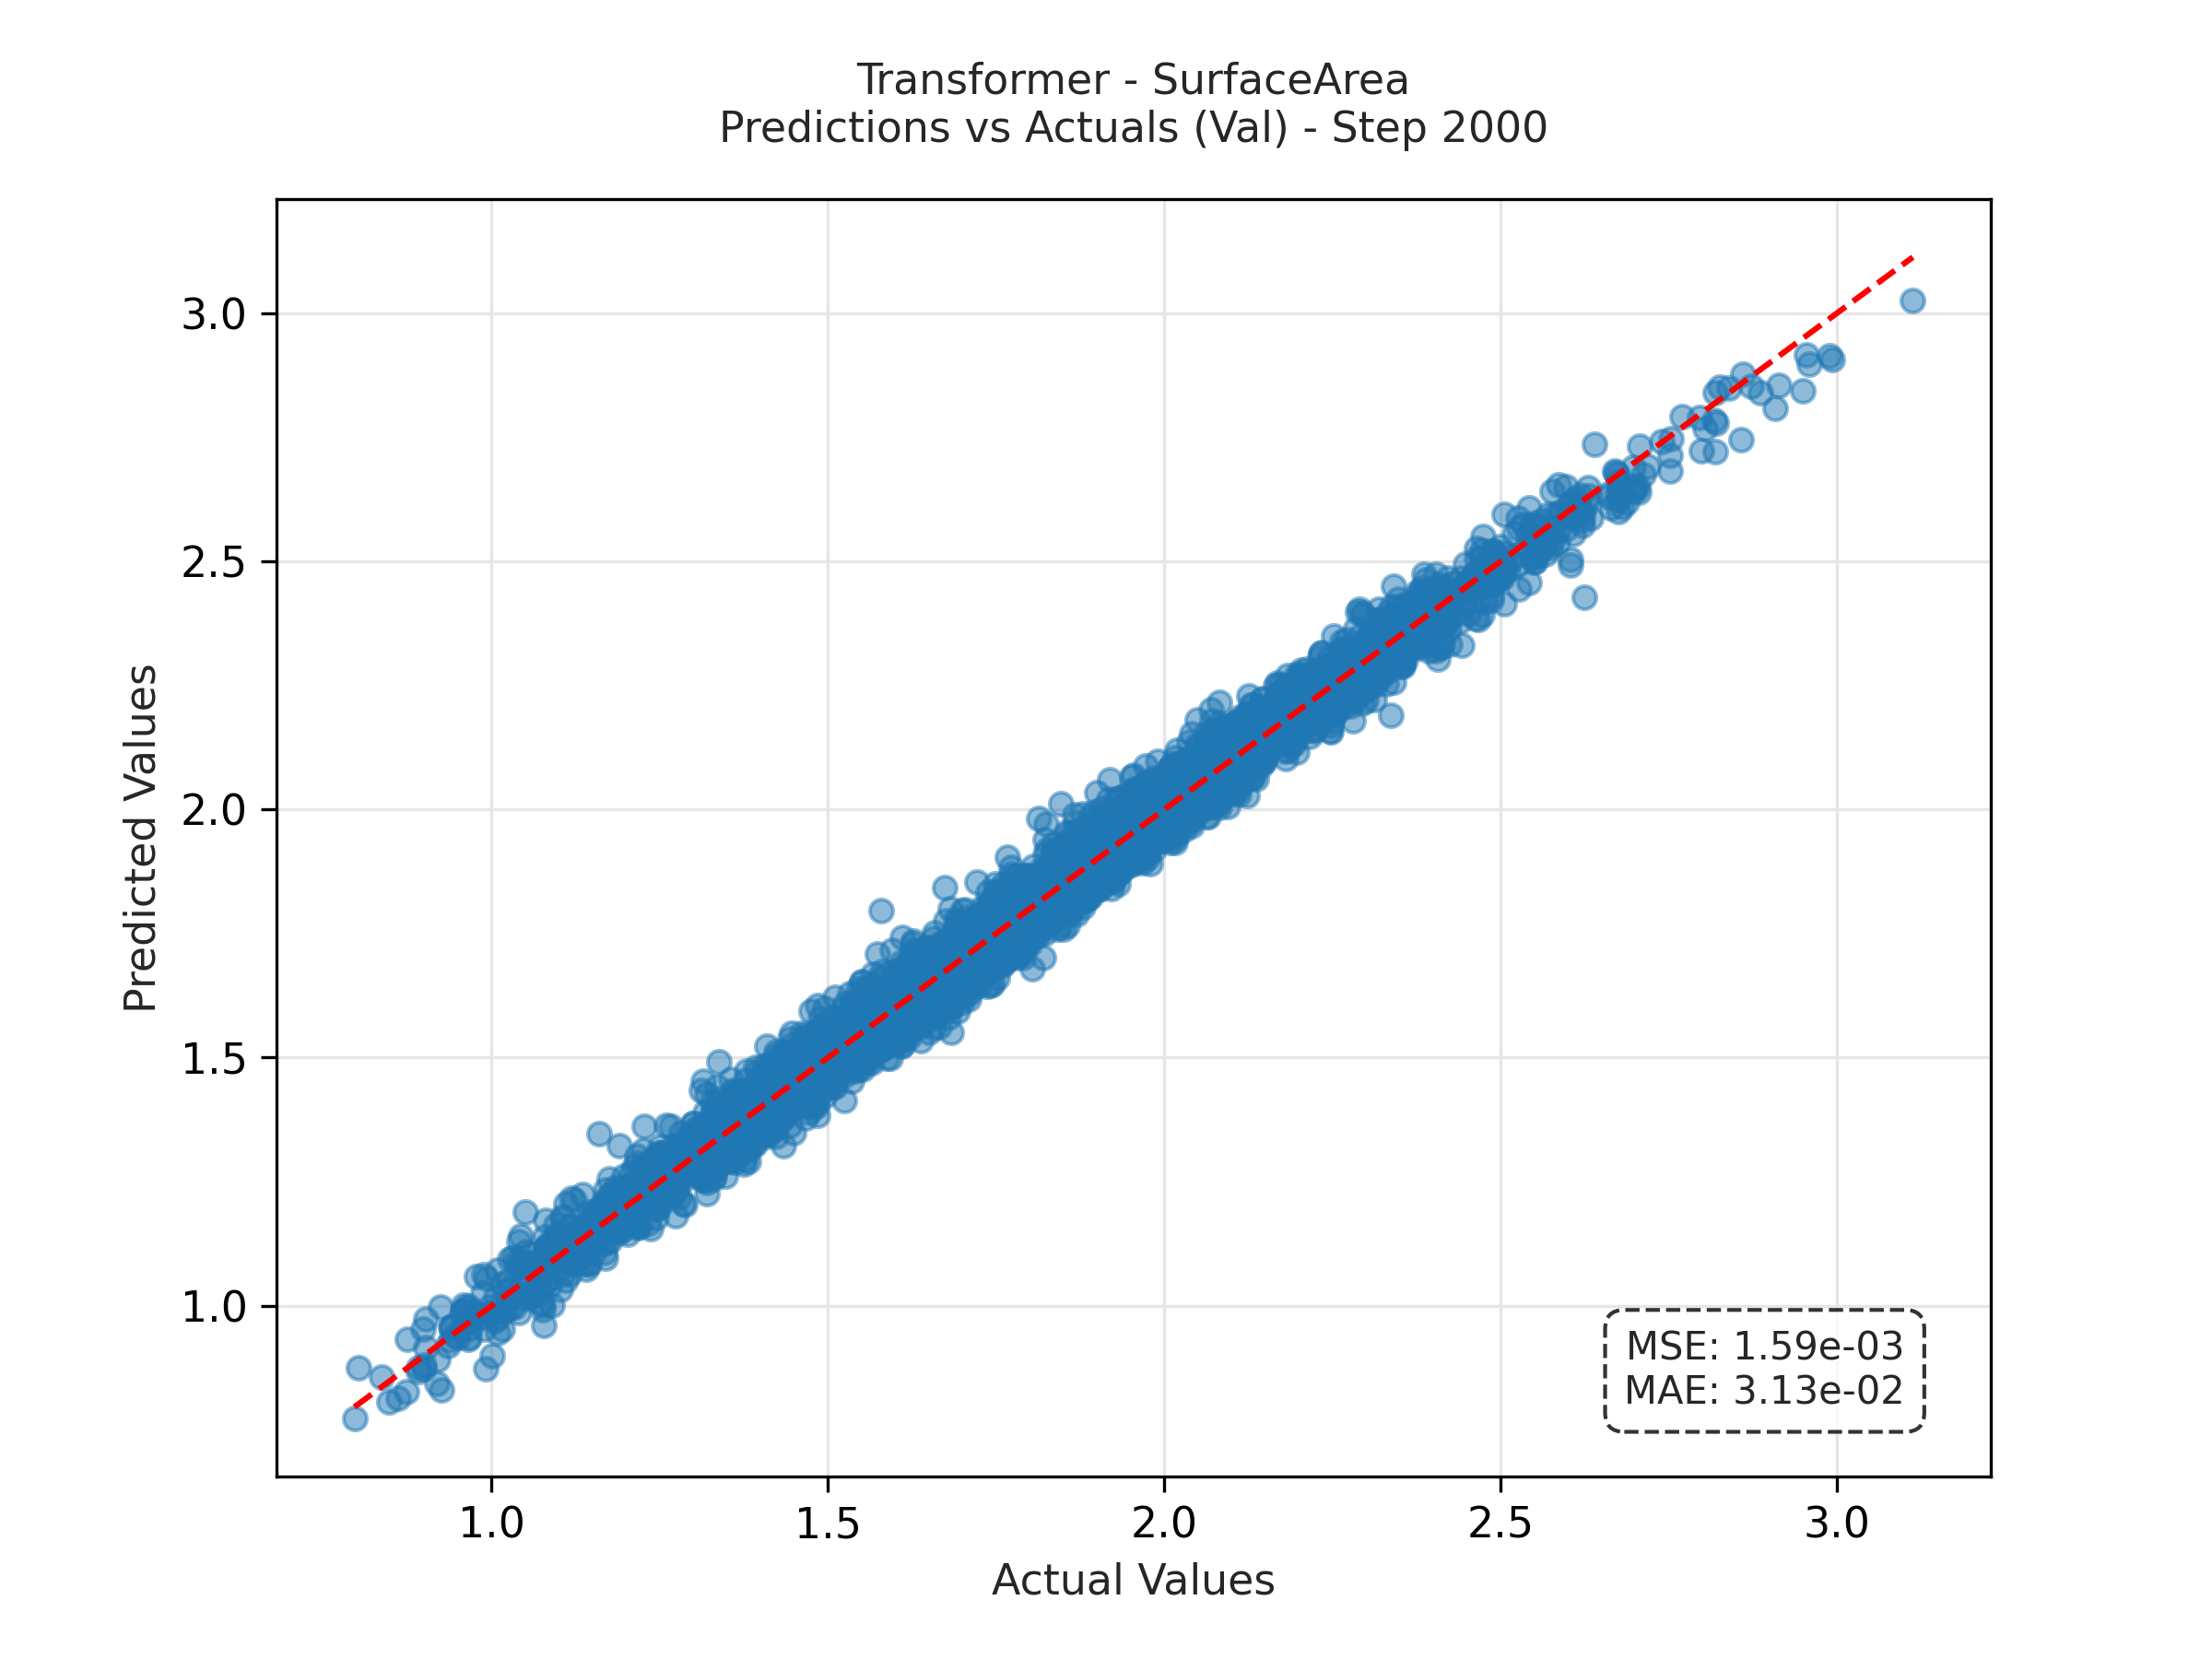 Transformer - SurfaceArea
Predictions vs Actuals (Val) - Step 2000
Predicted Values
3.0
2.5
2.0
1.5
1.0
MSE: 1.59e-03
MAE: 3.13e-02
1.0 1.5 2.0 2.5 3.0
Actual Values